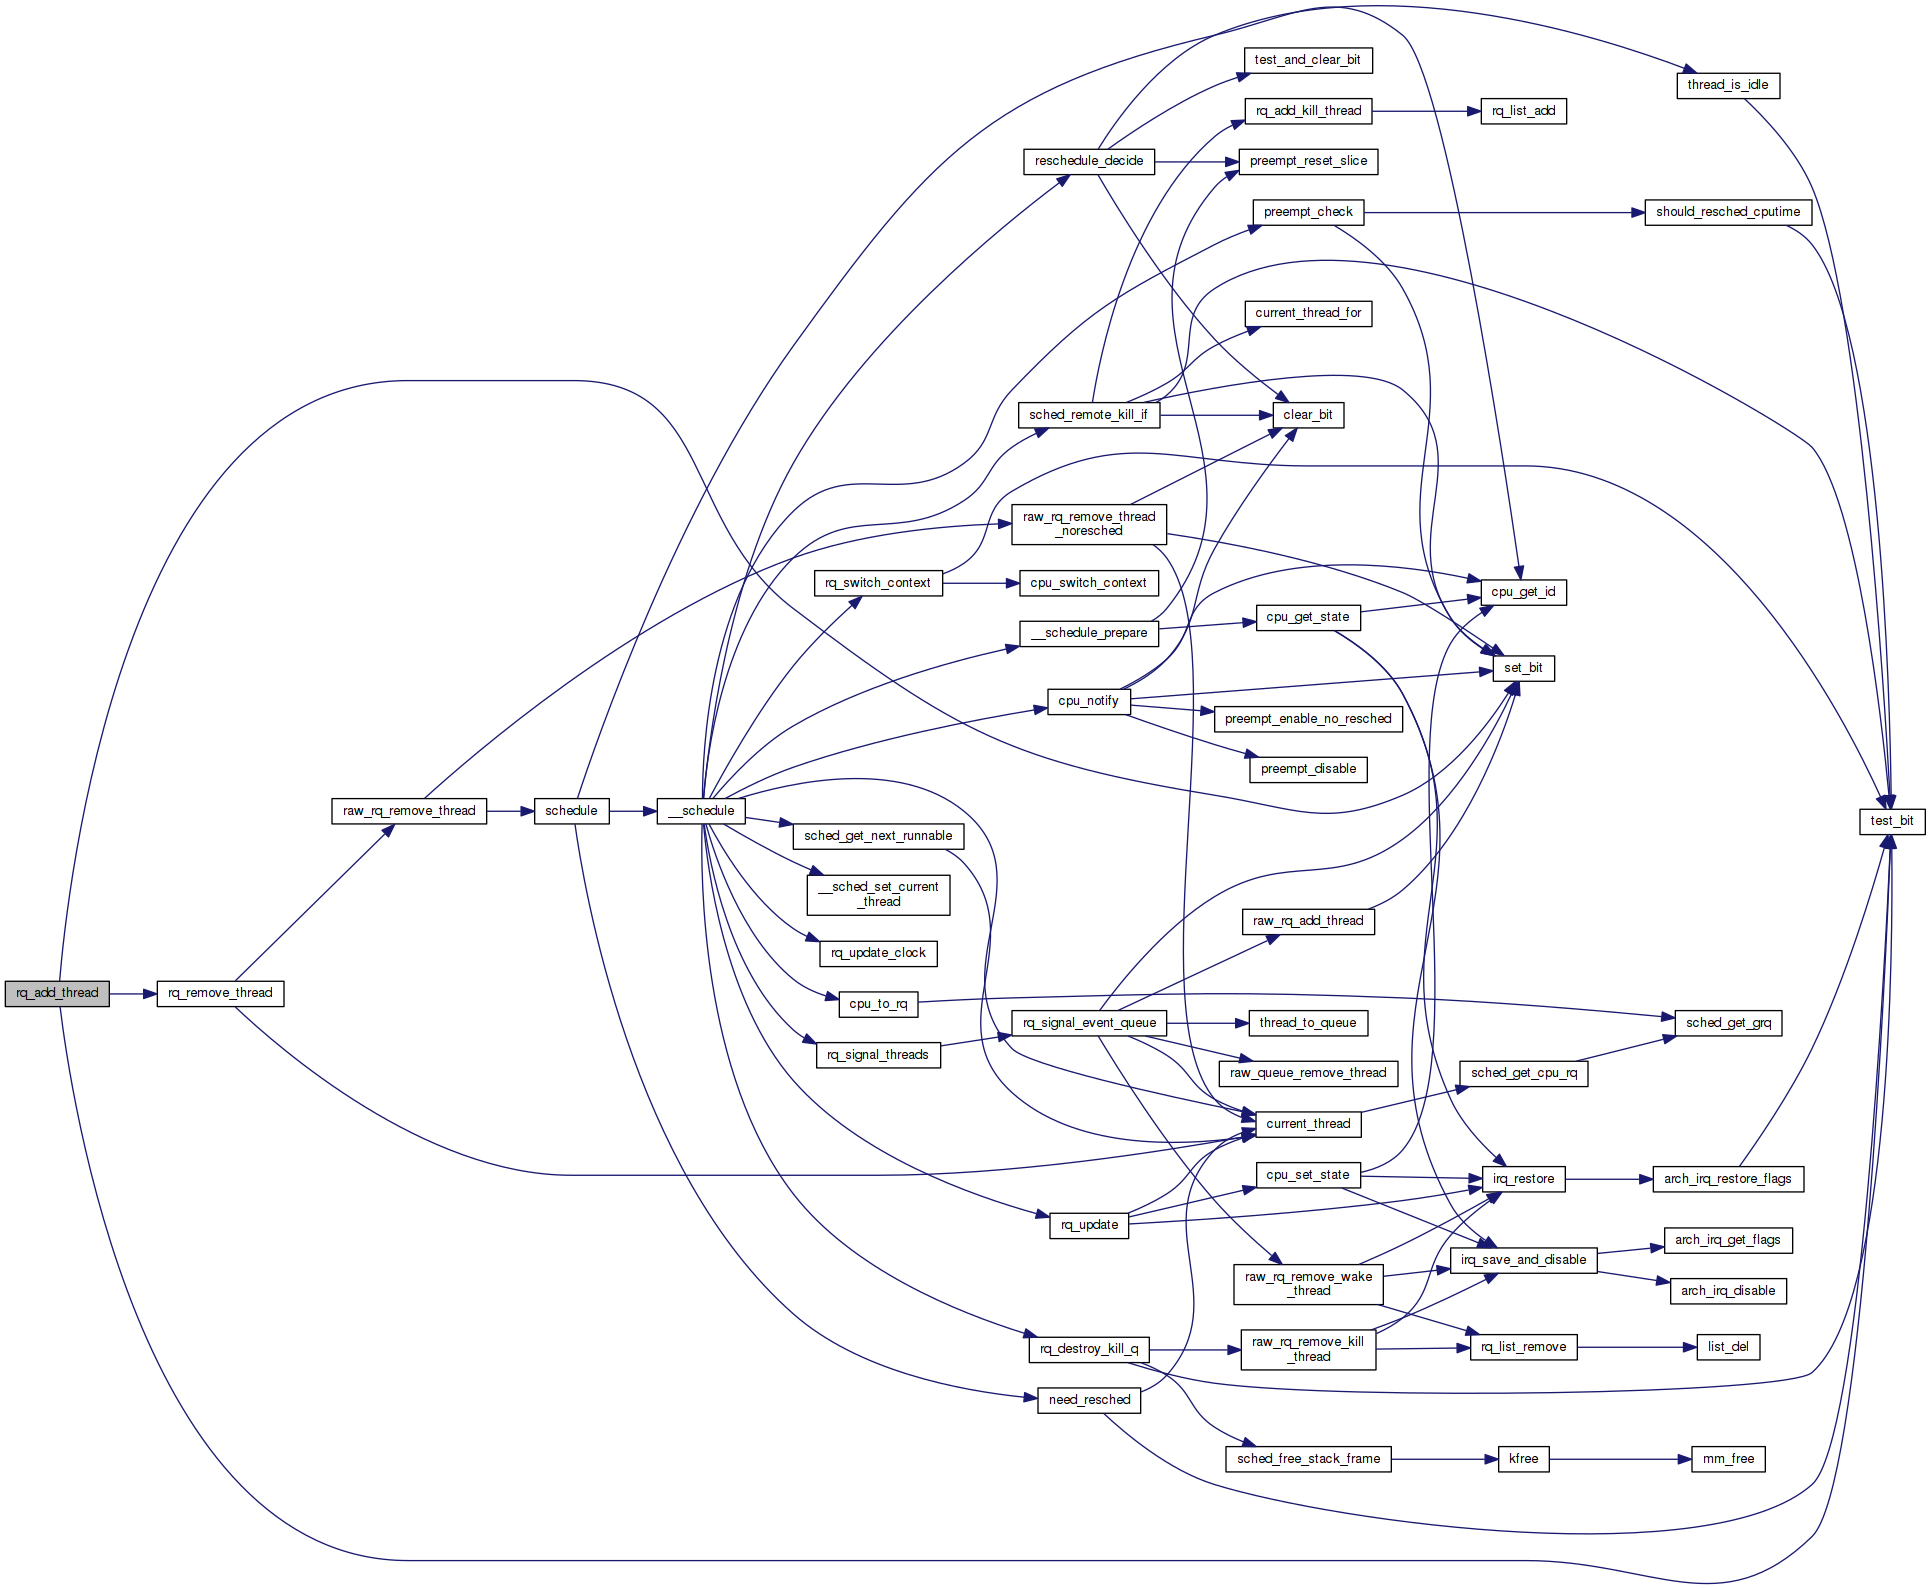 test_and_clear_bit
thread_is_idle
rq_add_kill_thread
rq_list_add
reschedule_decide
preempt_reset_slice
preempt_check
should_resched_cputime
current_thread_for
sched_remote_kill_if
clear_bit
raw_rq_remove_thread
_noresched
rq_switch_context
cpu_switch_context
cpu_get_id
cpu_get_state
__schedule_prepare
set_bit
cpu_notify
preempt_enable_no_resched
preempt_disable
raw_rq_remove_thread
schedule
__schedule
test_bit
sched_get_next_runnable
__sched_set_current
_thread
raw_rq_add_thread
rq_update_clock
rq_add_thread
rq_remove_thread
cpu_to_rq
rq_signal_event_queue
thread_to_queue
sched_get_grq
rq_signal_threads
raw_queue_remove_thread
sched_get_cpu_rq
current_thread
cpu_set_state
irq_restore
arch_irq_restore_flags
rq_update
arch_irq_get_flags
irq_save_and_disable
raw_rq_remove_wake
_thread
arch_irq_disable
rq_destroy_kill_q
raw_rq_remove_kill
_thread
rq_list_remove
list_del
need_resched
sched_free_stack_frame
kfree
mm_free